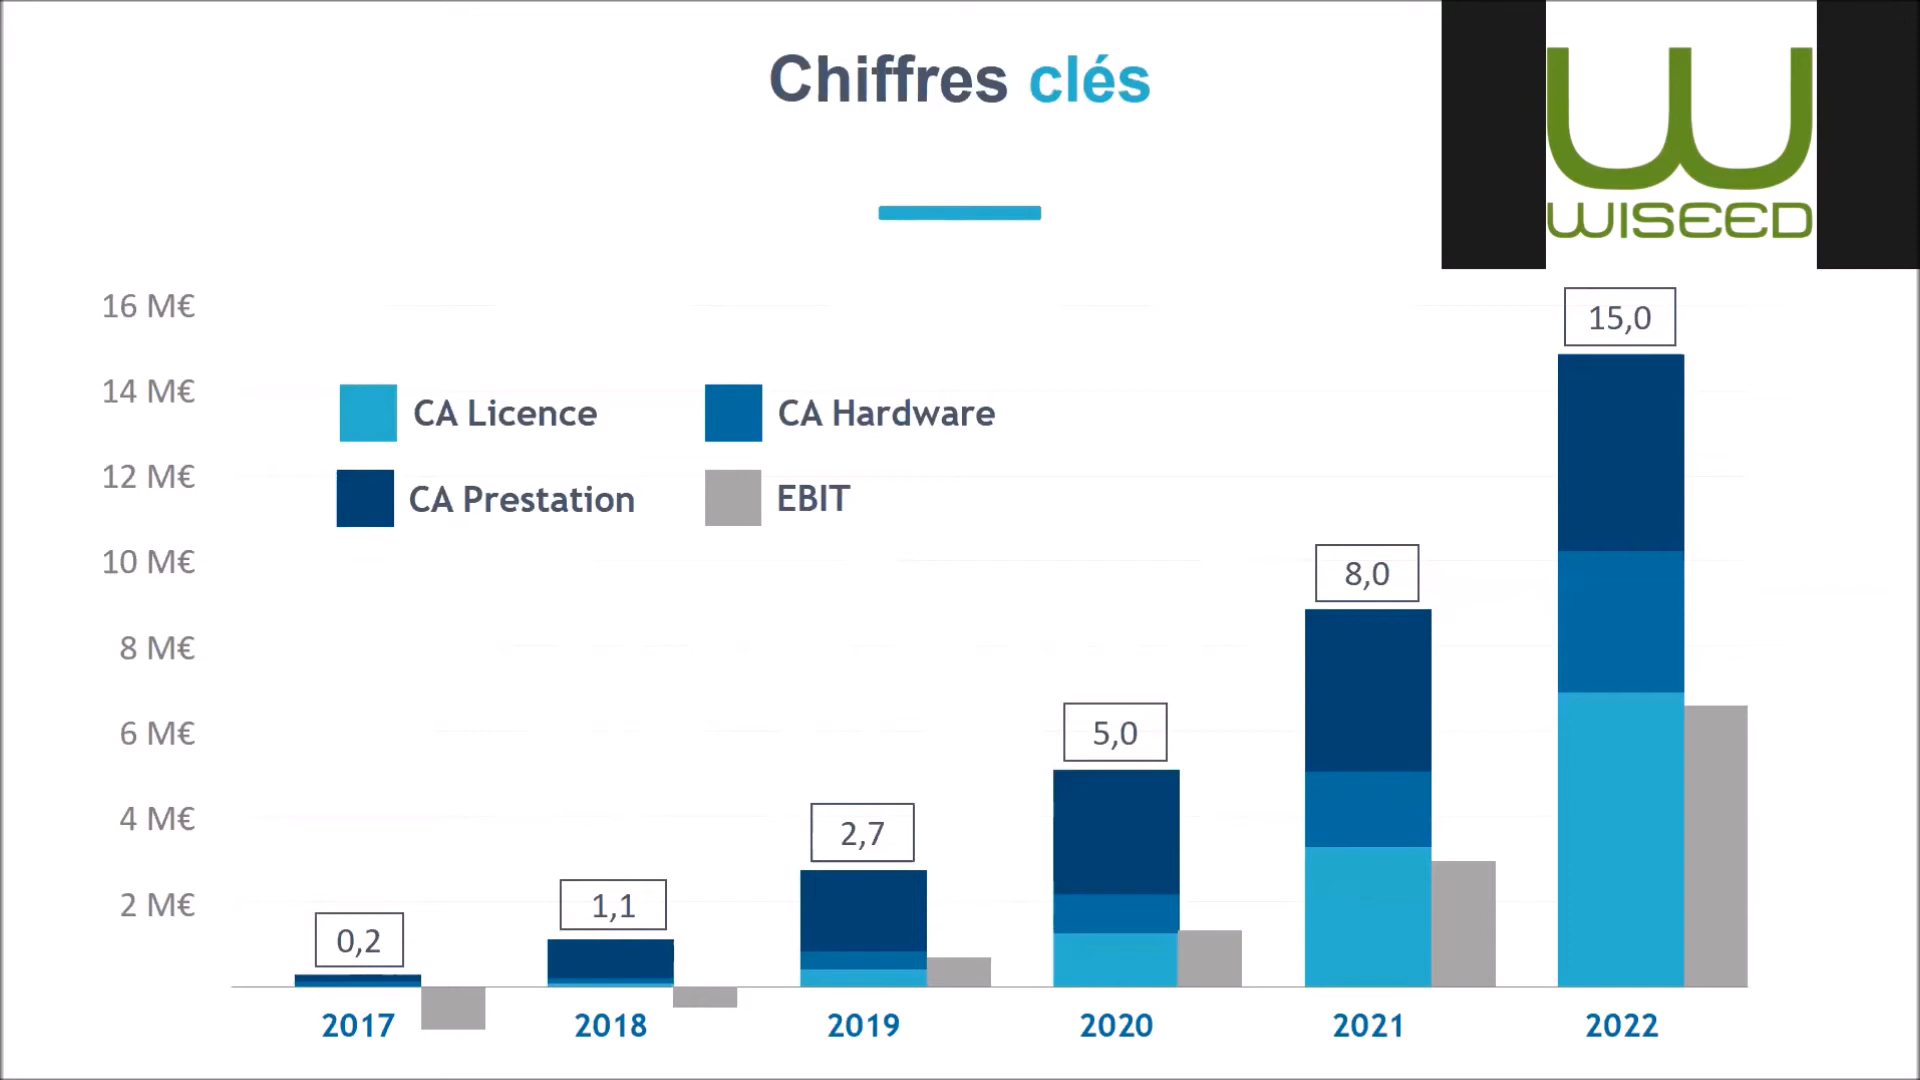 Chiffres clés
WISEED
16 M€
14 M€
12 M€
10 M€
8 M€
6 M€
4 M€
2 M€
CA Licence
CA Hardware
CA Prestation
EBIT
0,2
1,1
2,7
5,0
8,0
15,0
2017
2018
2019
2020
2021
2022